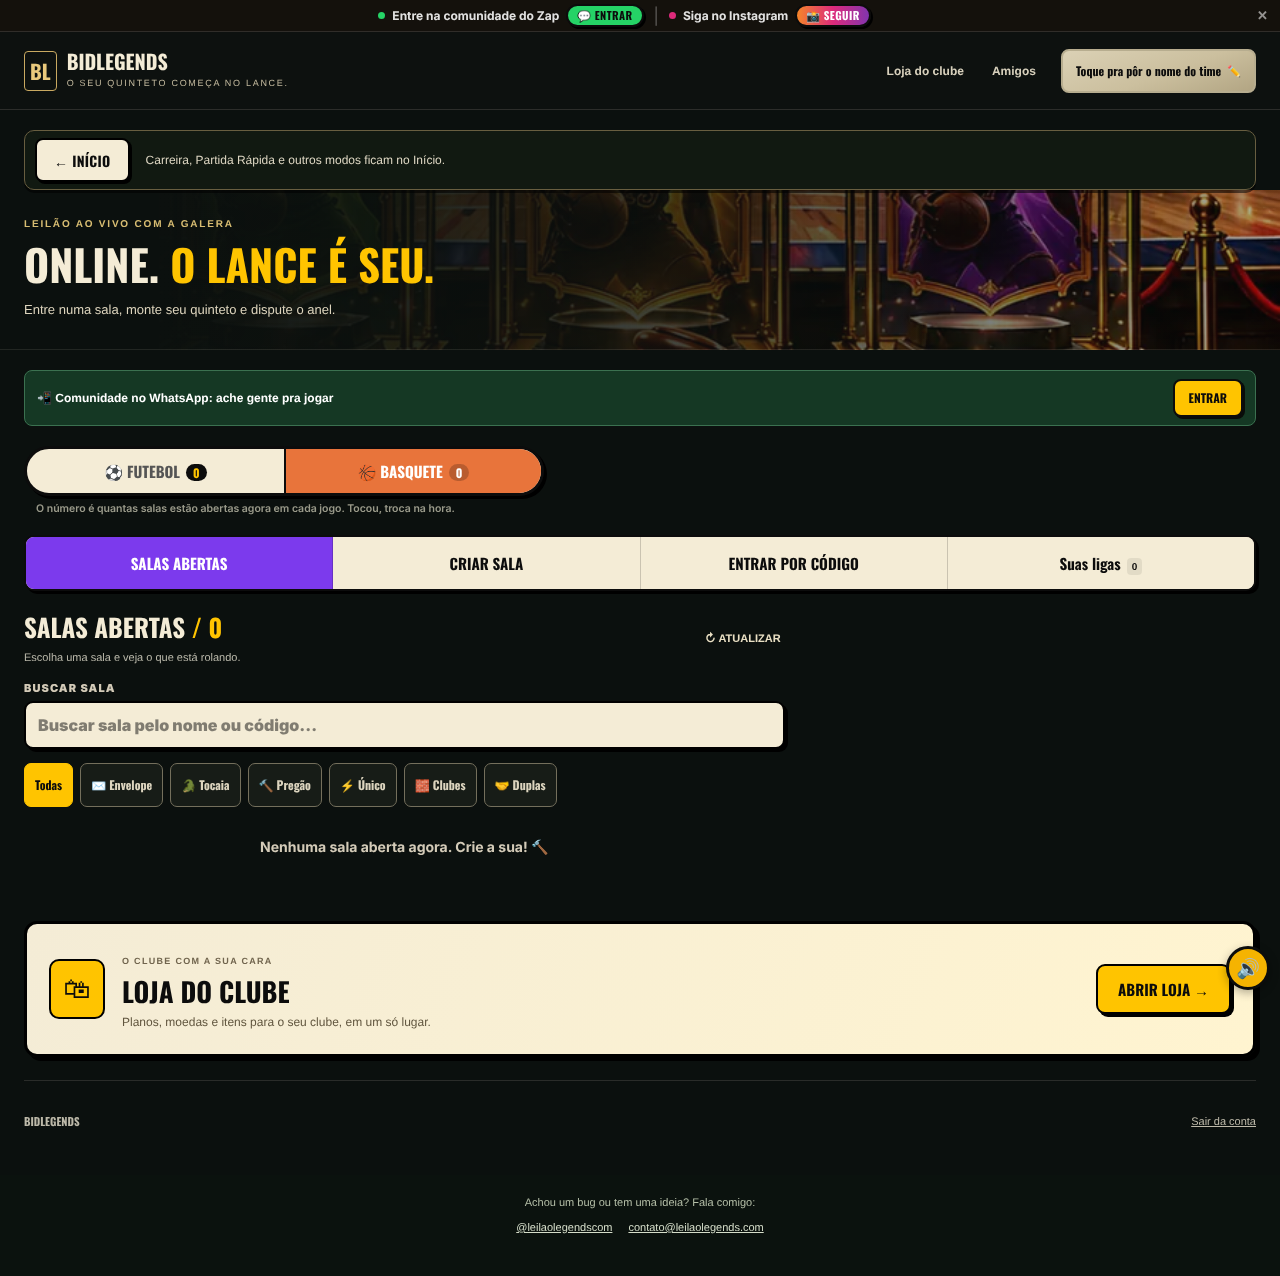 Entre na comunidade do Zap 💬 ENTRAR Siga no Instagram 📸 SEGUIR ✕
BL BIDLEGENDS
O SEU QUINTETO COMEÇA NO LANCE.
Loja do clube Amigos Toque pra pôr o nome do time ✏️
← INÍCIO Carreira, Partida Rápida e outros modos ficam no Início.
LEILÃO AO VIVO COM A GALERA
ONLINE. O LANCE É SEU.
Entre numa sala, monte seu quinteto e dispute o anel.
📲 Comunidade no WhatsApp: ache gente pra jogar ENTRAR
⚽ FUTEBOL 0 🏀 BASQUETE 0
O número é quantas salas estão abertas agora em cada jogo. Tocou, troca na hora.
SALAS ABERTAS CRIAR SALA ENTRAR POR CÓDIGO Suas ligas 0
SALAS ABERTAS / 0
Escolha uma sala e veja o que está rolando.
↻ ATUALIZAR
BUSCAR SALA
Buscar sala pelo nome ou código...
Todas ✉️ Envelope 🐊 Tocaia 🔨 Pregão ⚡ Único 🧱 Clubes 🤝 Duplas
Nenhuma sala aberta agora. Crie a sua! 🔨
O CLUBE COM A SUA CARA
LOJA DO CLUBE
Planos, moedas e itens para o seu clube, em um só lugar.
ABRIR LOJA →
BIDLEGENDS Sair da conta
Achou um bug ou tem uma ideia? Fala comigo:
@leilaolegendscom contato@leilaolegends.com